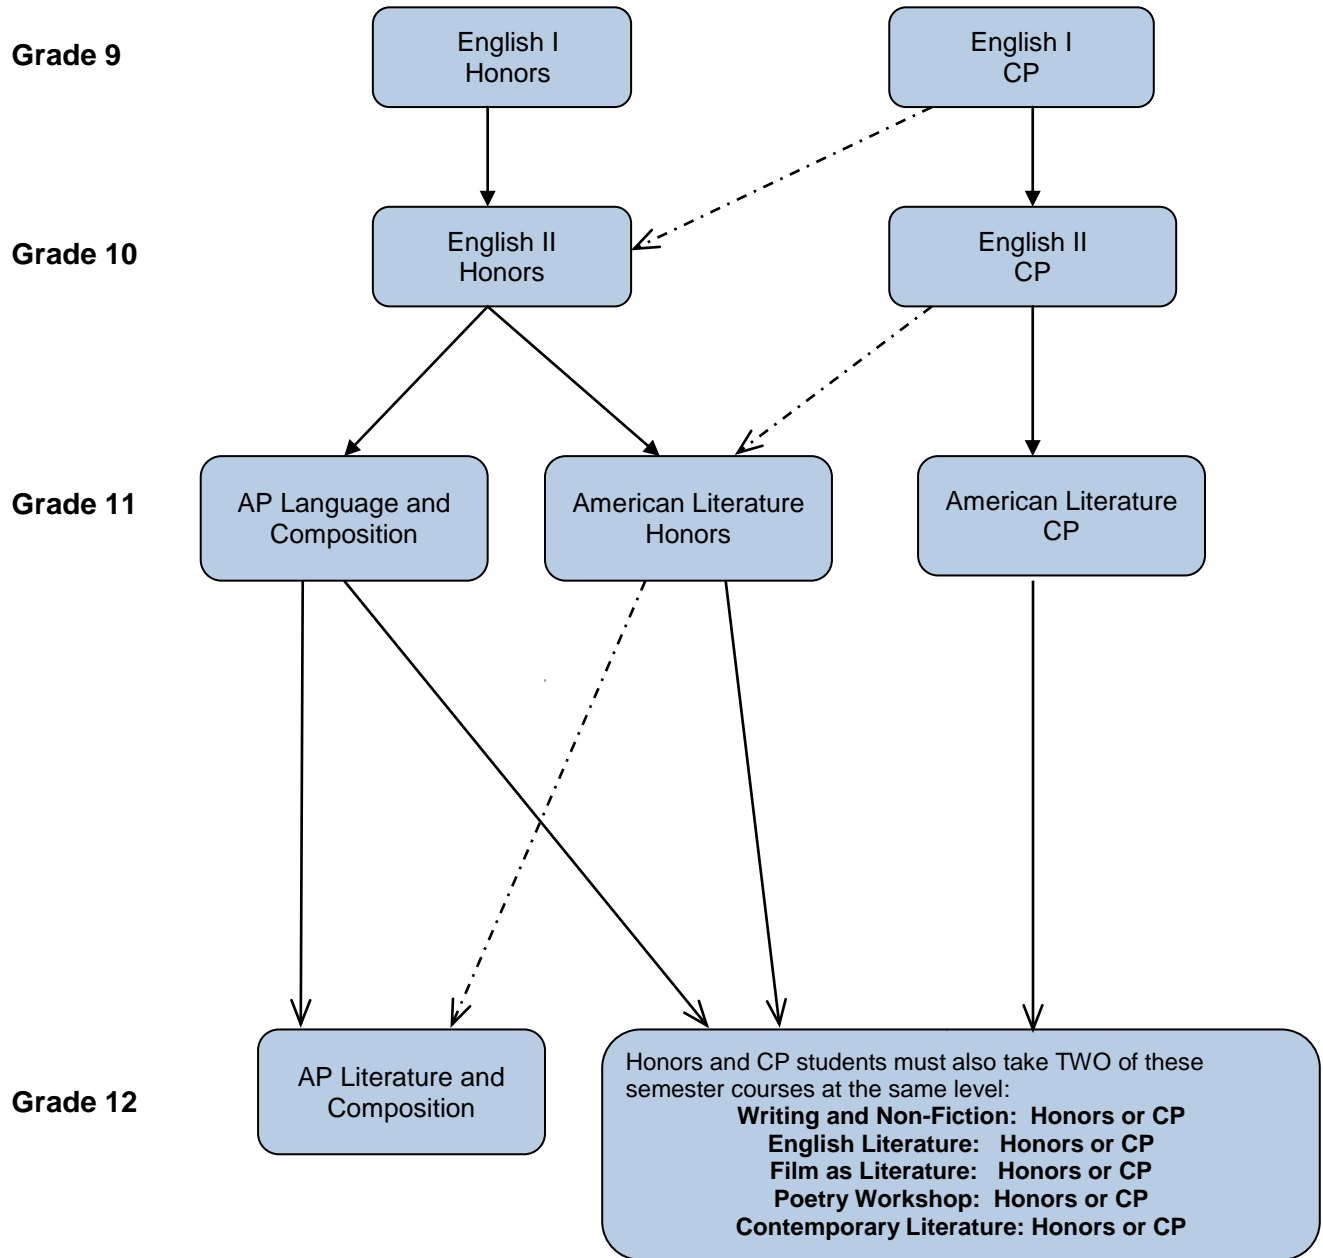 Grade 9
English I
Honors
English I
CP
Grade 10
English II
Honors
English II
CP
Grade 11
AP Language and
Composition
American Literature
Honors
American Literature
CP
Grade 12
AP Literature and
Composition
Honors and CP students must also take TWO of these
semester courses at the same level:
Writing and Non-Fiction: Honors or CP
English Literature: Honors or CP
Film as Literature: Honors or CP
Poetry Workshop: Honors or CP
Contemporary Literature: Honors or CP